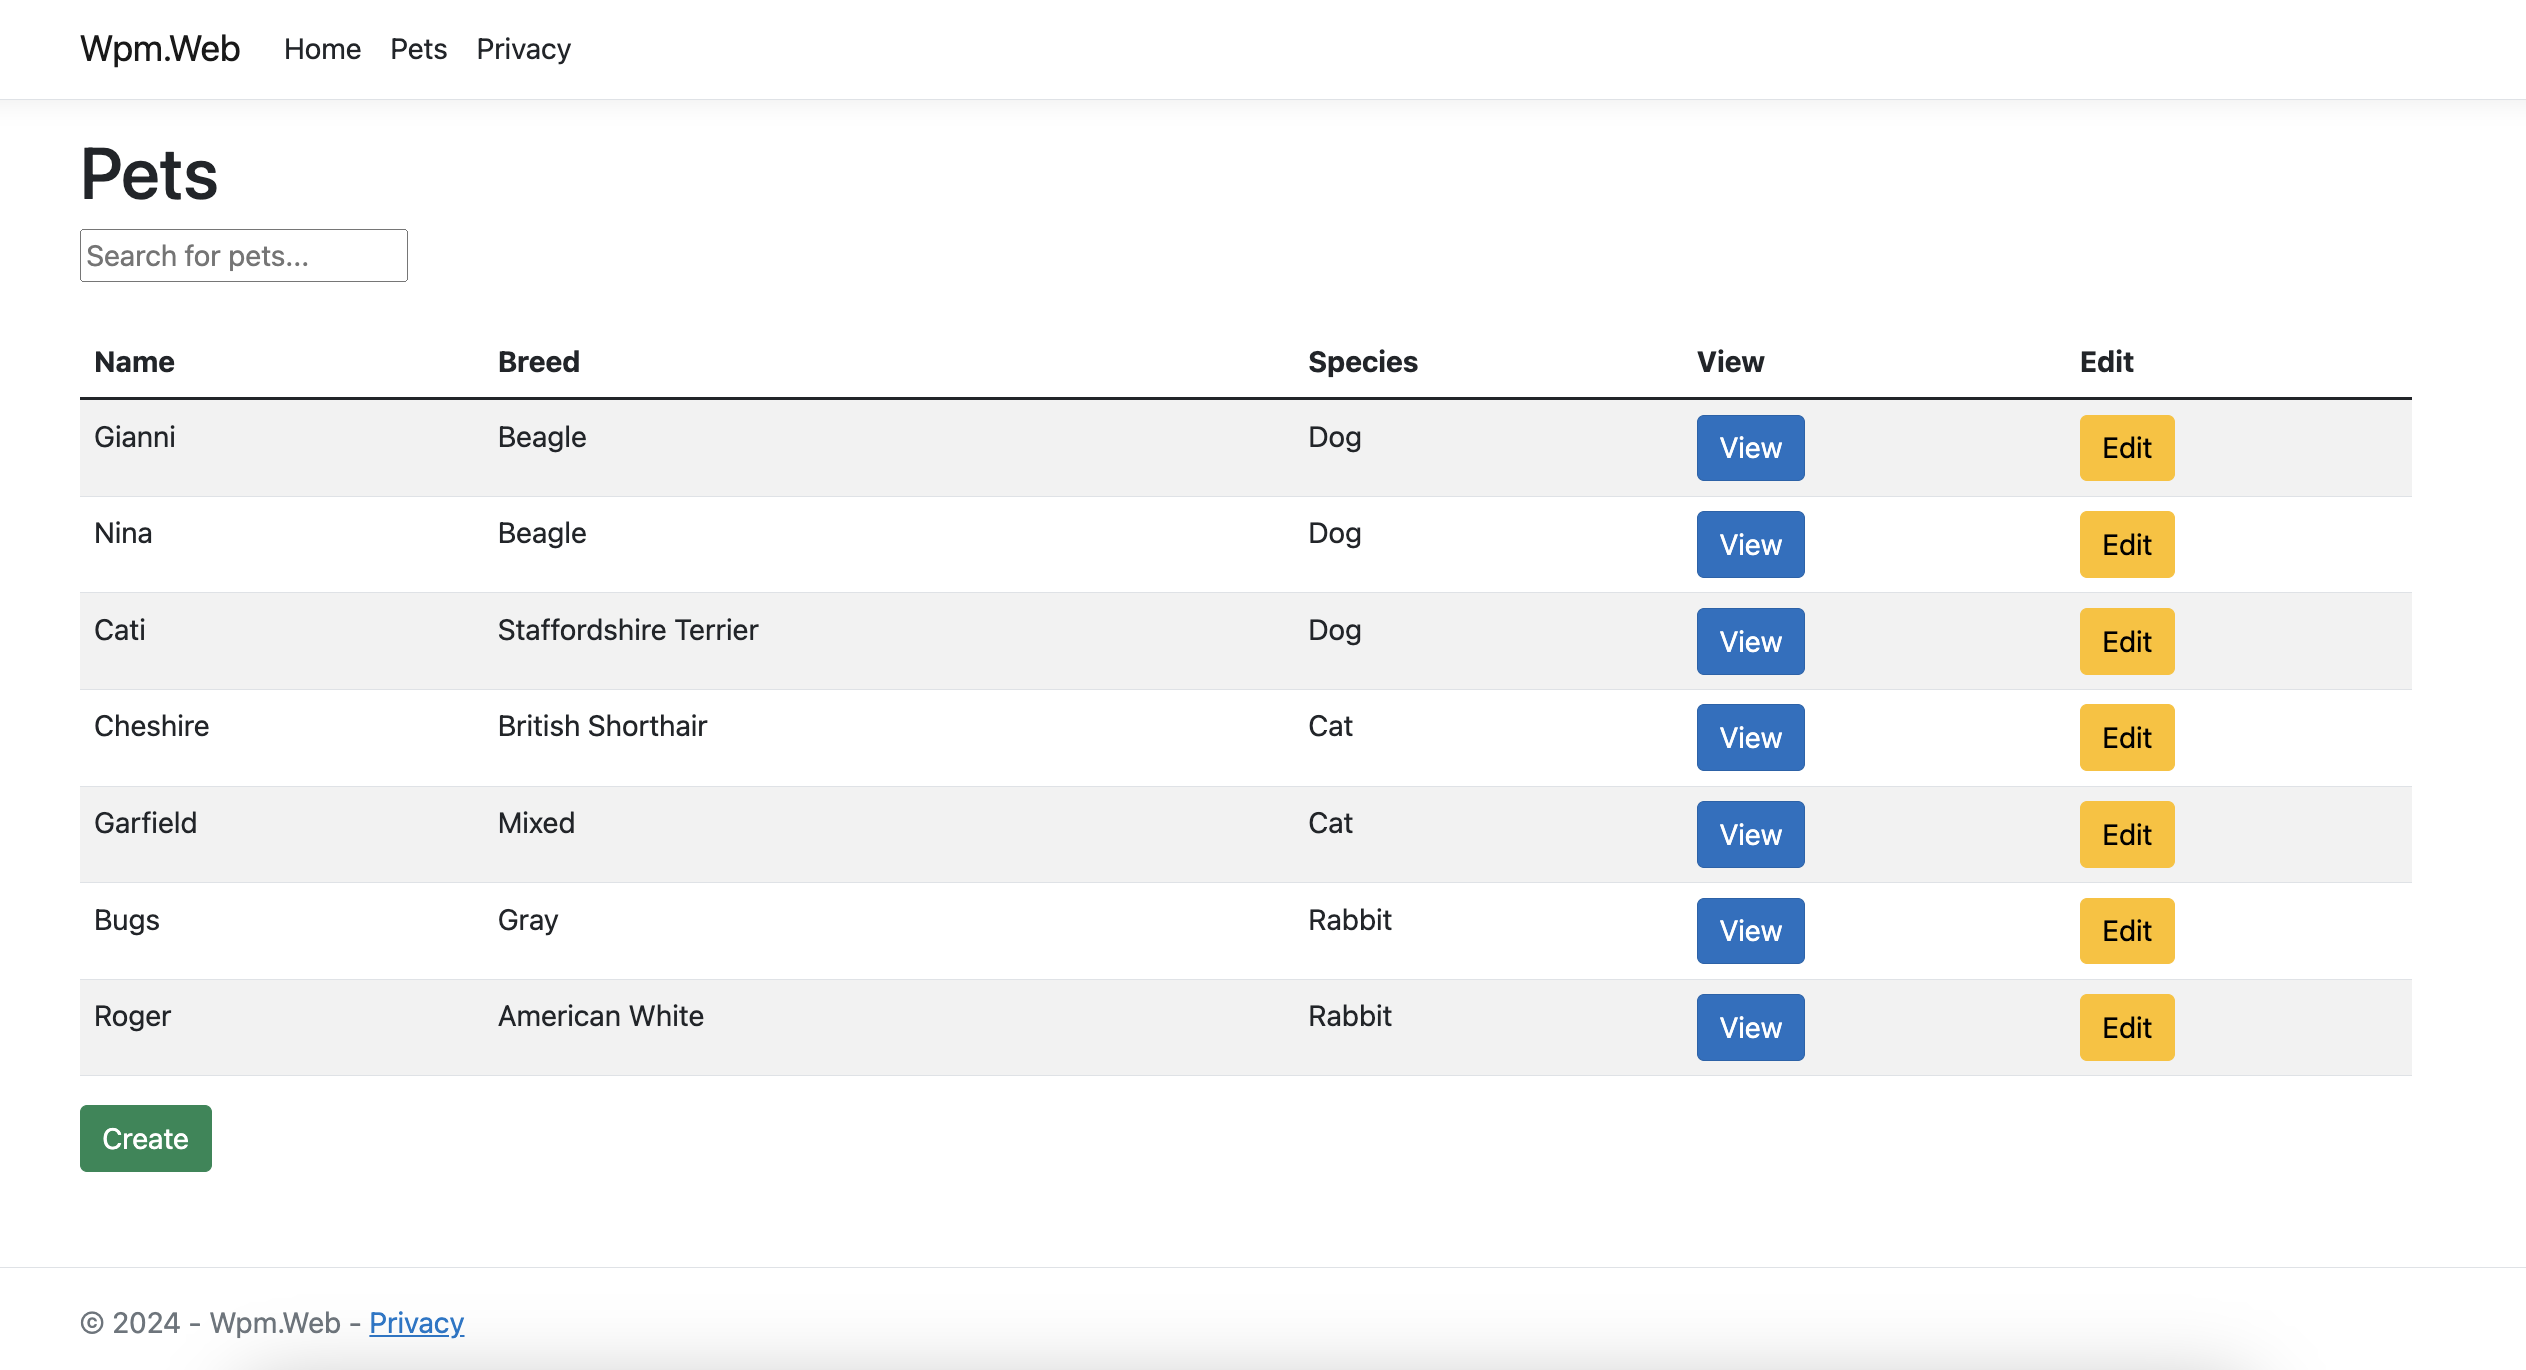 Wpm.Web Home Pets Privacy
Pets
Search for pets...
Name Breed Species View Edit
Gianni Beagle Dog View Edit
Nina Beagle Dog View Edit
Cati Staffordshire Terrier Dog View Edit
Cheshire British Shorthair Cat View Edit
Garfield Mixed Cat View Edit
Bugs Gray Rabbit View Edit
Roger American White Rabbit View Edit
Create
© 2024 - Wpm.Web - Privacy